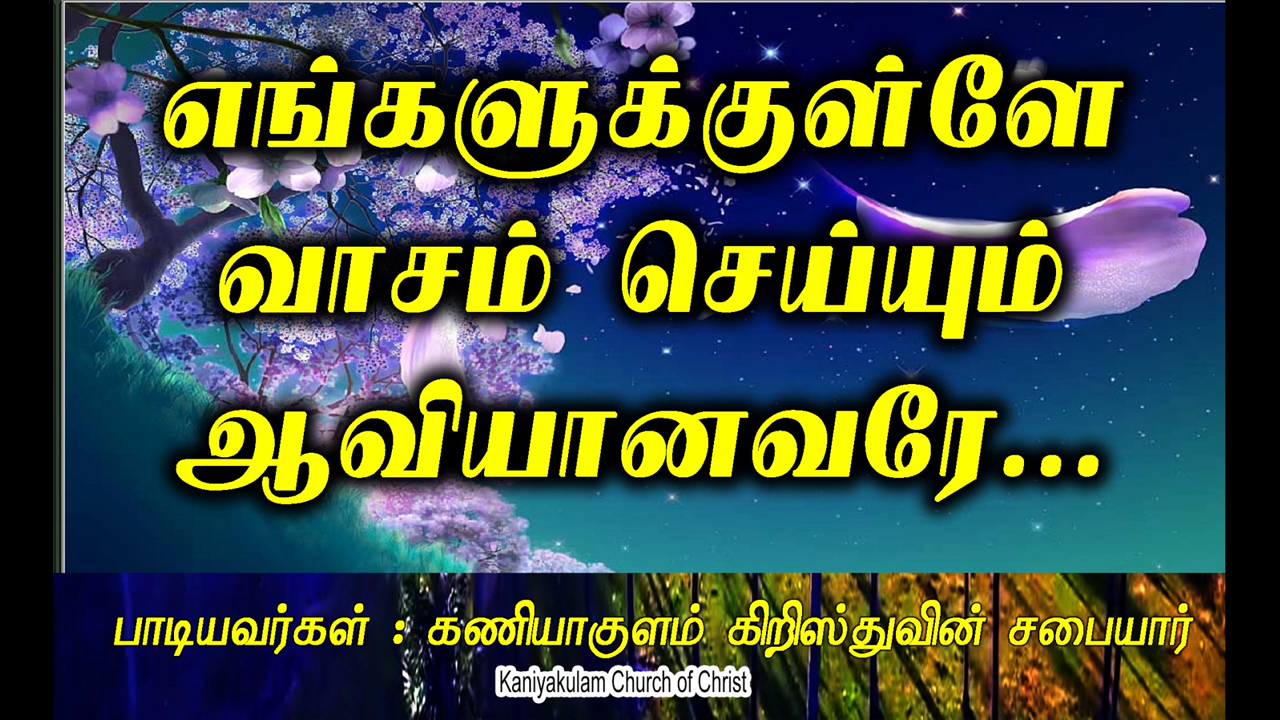 எங்களுக்குள்ளே
வாசம் செய்யும்
ஆவியானவரே...
பாடியவர்கள் : கணியாகுளம் கிறிஸ்துவின் சபையார்
Kaniyakulam Church of Christ